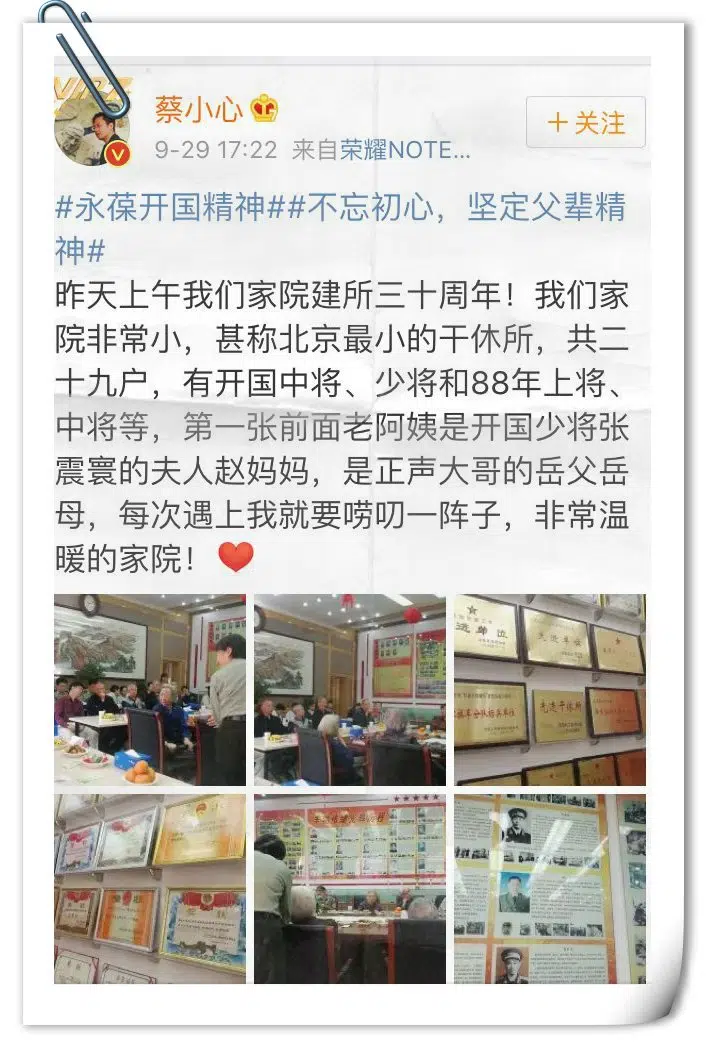 蔡小心
+关注
9-29 17:22 来自荣耀NOTE...
#永葆开国精神##不忘初心，坚定父辈精
神#
昨天上午我们家院建所三十周年！我们家
院非常小，甚称北京最小的干休所，共二
十九户，有开国中将、少将和88年上将、
中将等，第一张前面老阿姨是开国少将张
震寰的夫人赵妈妈，是正声大哥的岳父岳
母，每次遇上我就要唠叨一阵子，非常温
暖的家院！
进单位
先进单位
先进干休所